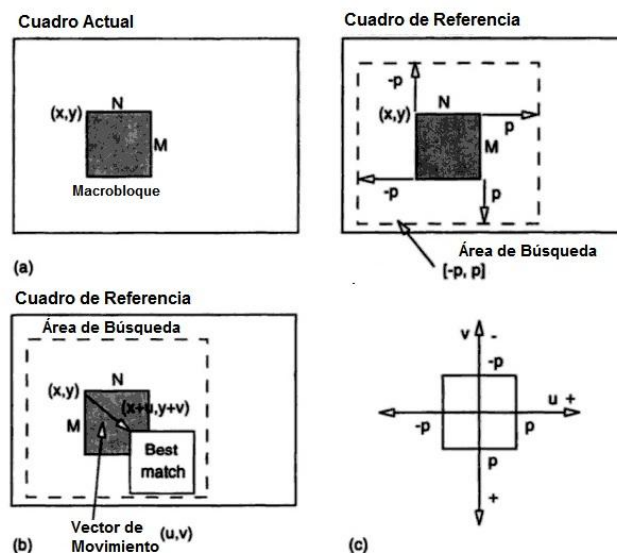 Cuadro Actual
N
(x,y)
M
Macrobloque
Cuadro de Referencia
-p
N
(x,y)
p
M
-p
p
Área de Búsqueda
[-p, p]
(a)
Cuadro de Referencia
Área de Búsqueda
N
(x,y)
(x+u,y+v)
M
Best
match
Vector de
Movimiento (u,v)
(b)
v -
-p
u +
-p
p
p
+
(c)